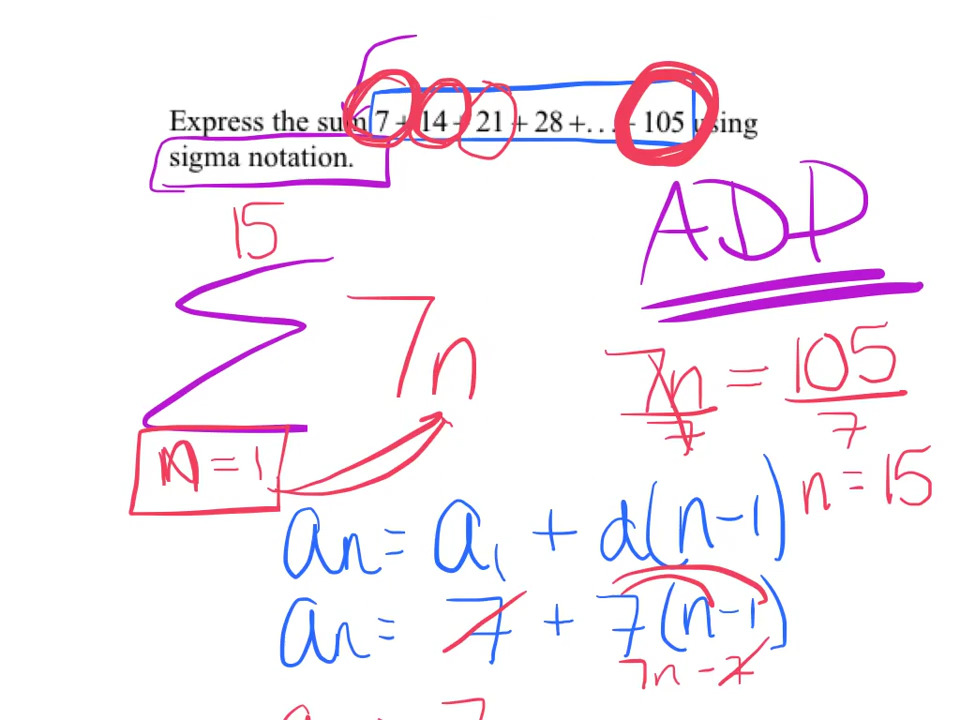 Express the sum 7 + 14 + 21 + 28 +. . . + 105 using
sigma notation.
ADP
15
Σ 7n
n = 1
7n = 105
7 7
n = 15
an = a1 + d(n-1)
an = 7 + 7(n-1)
7n - 7